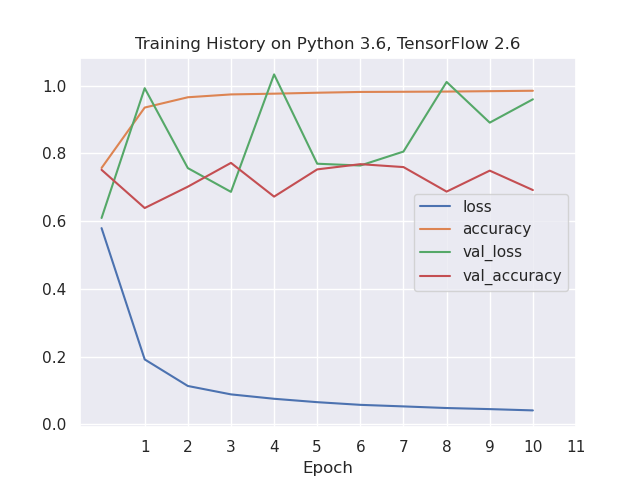 Training History on Python 3.6, TensorFlow 2.6
1.0
0.8
0.6
0.4
0.2
0.0
loss
accuracy
val_loss
val_accuracy
1 2 3 4 5 6 7 8 9 10 11
Epoch